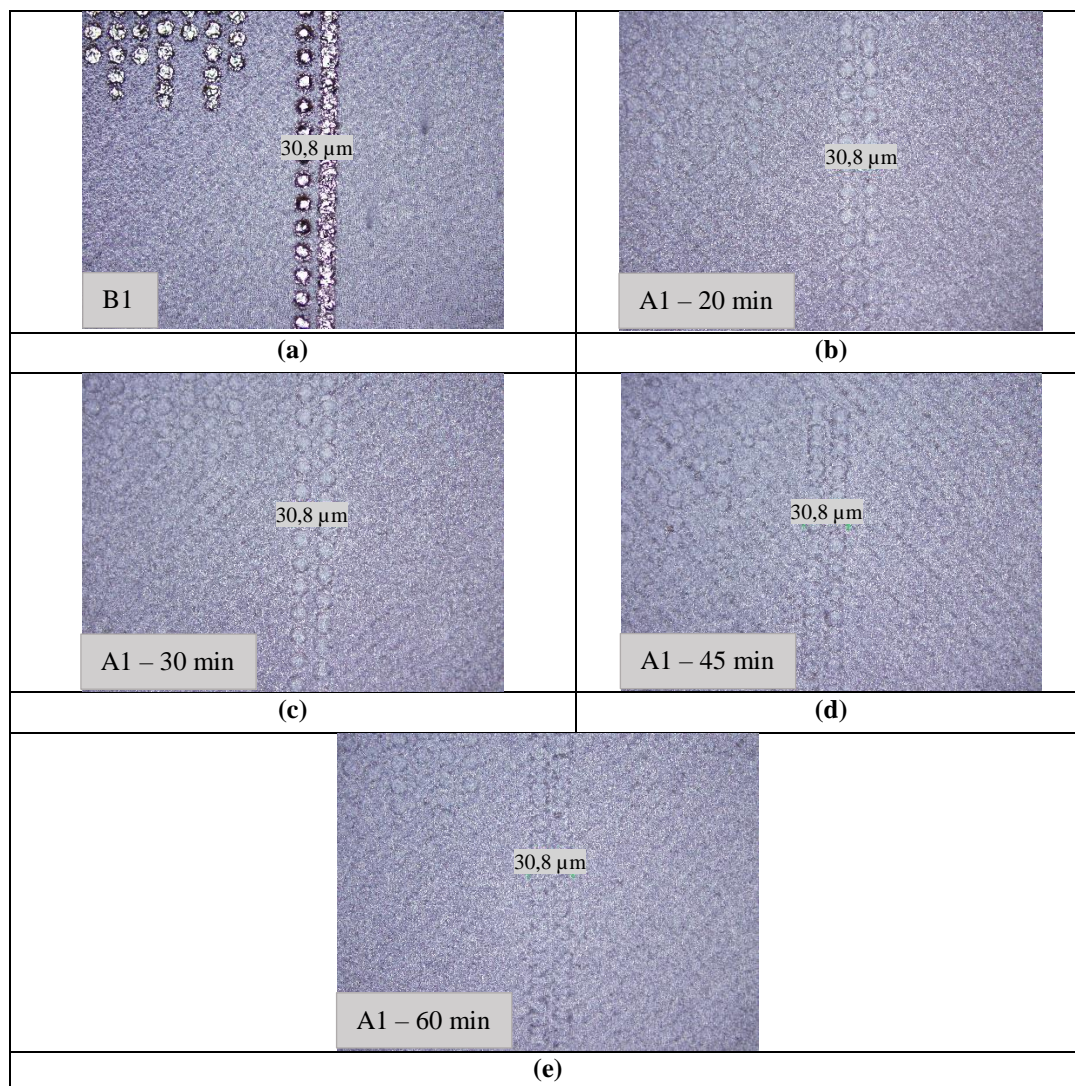 30,8 µm
B1
(a)
30,8 µm
A1 – 20 min
(b)
30,8 µm
A1 – 30 min
(c)
30,8 µm
A1 – 45 min
(d)
30,8 µm
A1 – 60 min
(e)